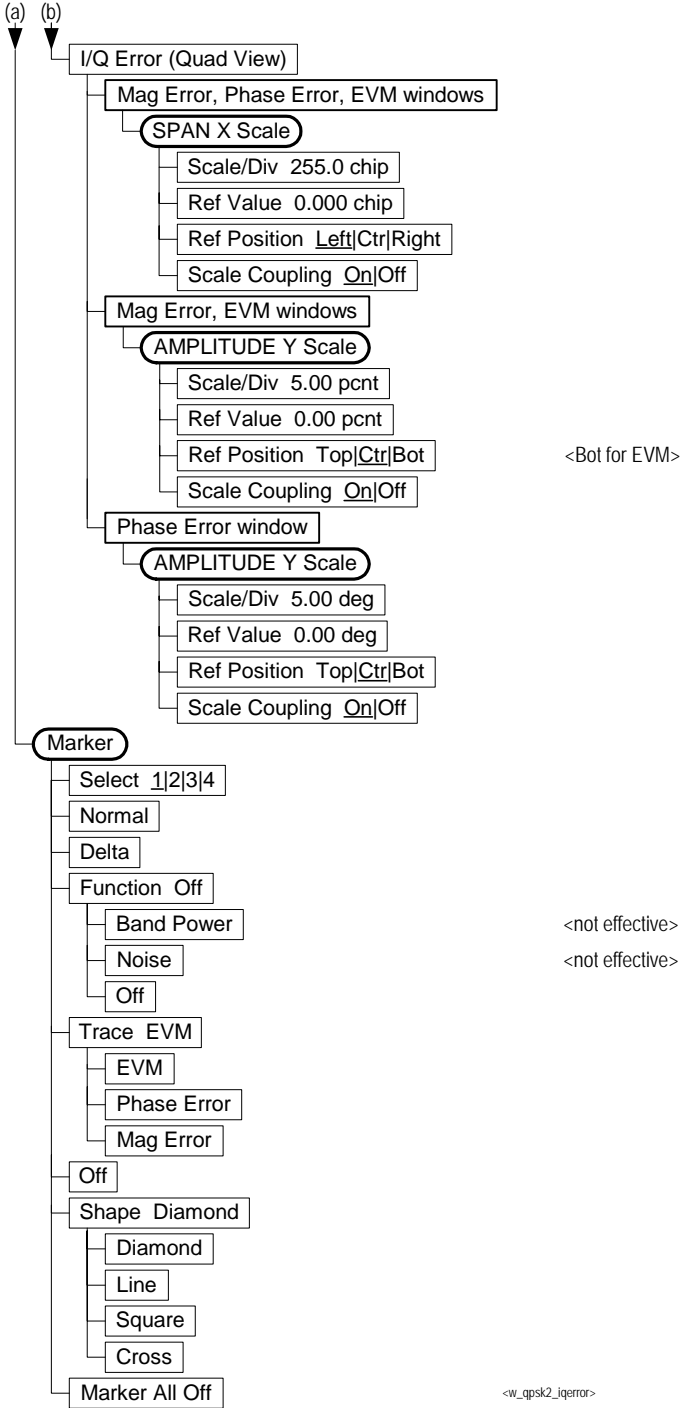 (a) (b)
I/Q Error (Quad View)
Mag Error, Phase Error, EVM windows
SPAN X Scale
Scale/Div 255.0 chip
Ref Value 0.000 chip
Ref Position Left|Ctr|Right
Scale Coupling On|Off
Mag Error, EVM windows
AMPLITUDE Y Scale
Scale/Div 5.00 pcnt
Ref Value 0.00 pcnt
Ref Position Top|Ctr|Bot <Bot for EVM>
Scale Coupling On|Off
Phase Error window
AMPLITUDE Y Scale
Scale/Div 5.00 deg
Ref Value 0.00 deg
Ref Position Top|Ctr|Bot
Scale Coupling On|Off
Marker
Select 1|2|3|4
Normal
Delta
Function Off
Band Power <not effective>
Noise <not effective>
Off
Trace EVM
EVM
Phase Error
Mag Error
Off
Shape Diamond
Diamond
Line
Square
Cross
Marker All Off <w_qpsk2_iqerror>